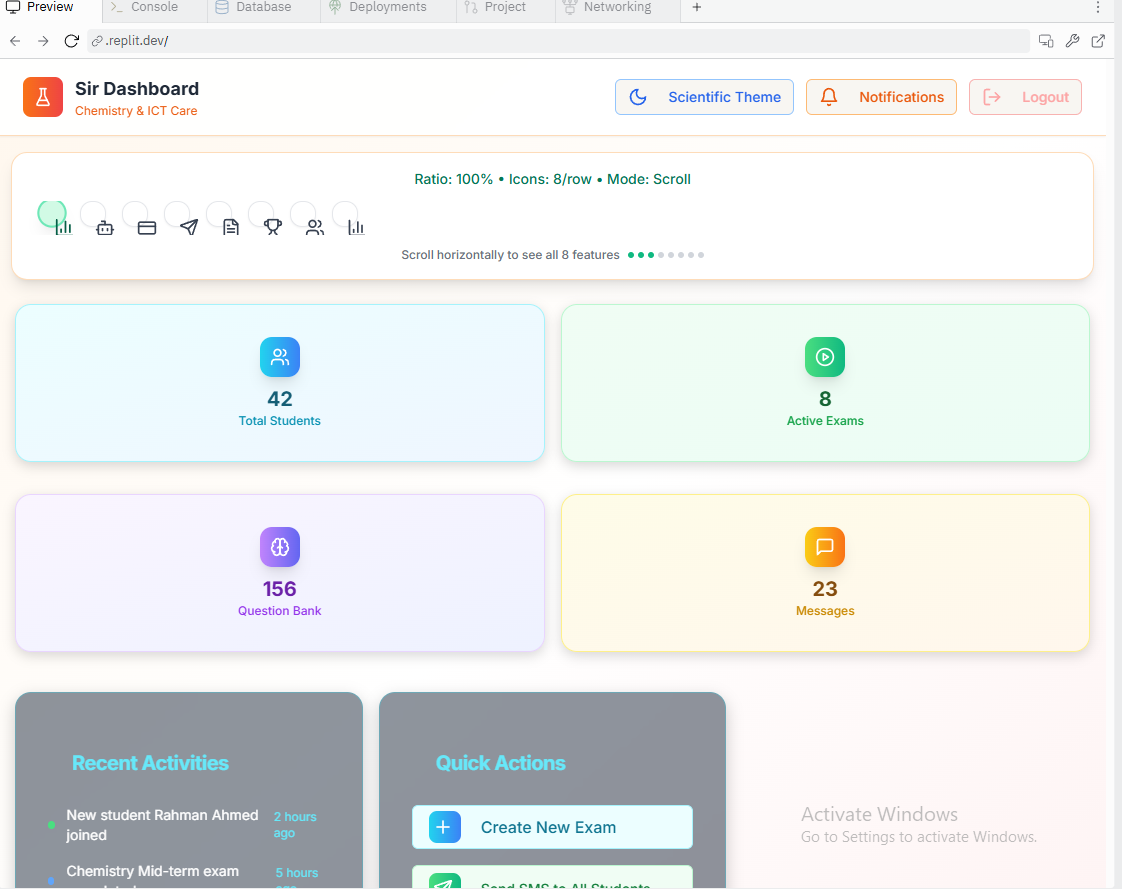 Preview
Console
Database
Deployments
Project
Networking
.replit.dev/
Sir Dashboard
Chemistry & ICT Care
Scientific Theme
Notifications
Logout
Ratio: 100% • Icons: 8/row • Mode: Scroll
Scroll horizontally to see all 8 features
42
Total Students
8
Active Exams
156
Question Bank
23
Messages
Recent Activities
New student Rahman Ahmed
joined
2 hours
ago
Chemistry Mid-term exam
5 hours
Quick Actions
Create New Exam
Send SMS to All Students
Activate Windows
Go to Settings to activate Windows.